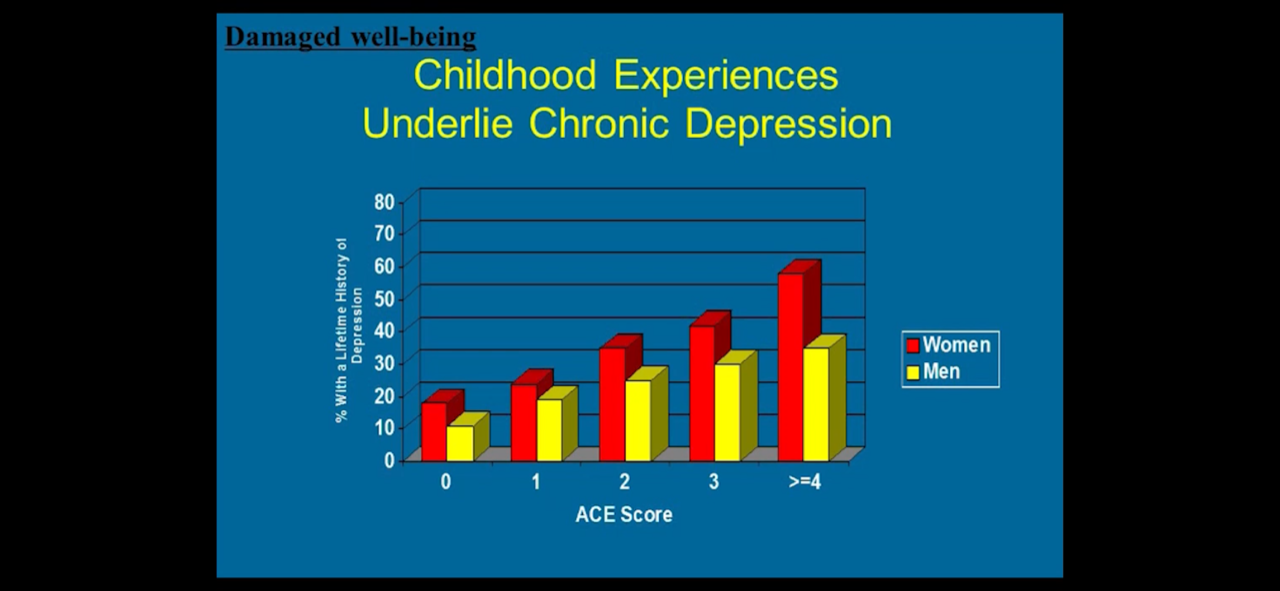 Damaged well-being
Childhood Experiences
Underlie Chronic Depression
% With a Lifetime History of
Depression
80
70
60
50
40
30
20
10
0
0
1
2
3
>=4
ACE Score
Women
Men